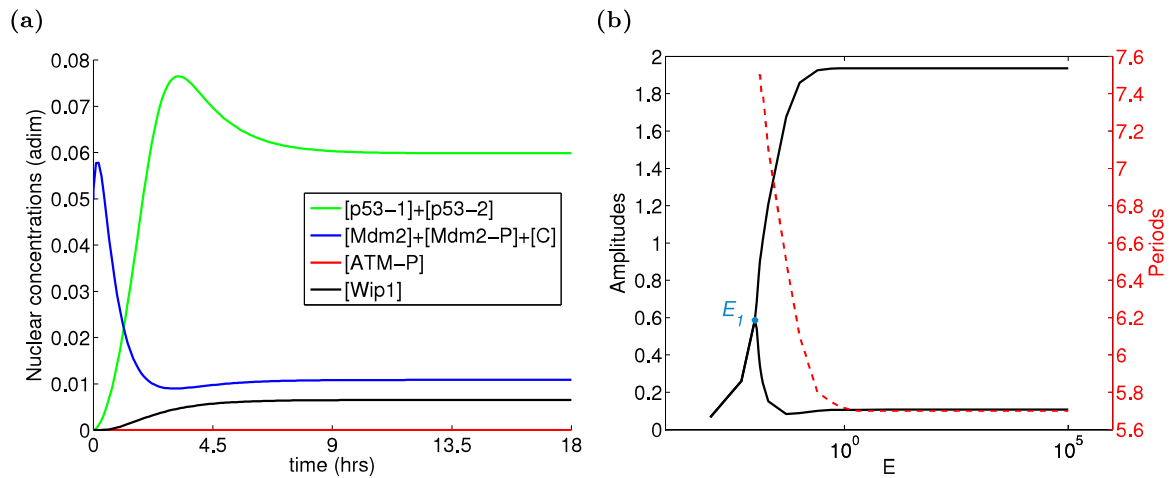 (a)
0.08
0.07
0.06
0.05
0.04
0.03
0.02
0.01
0
Nuclear concentrations (adim)
[p53-1]+[p53-2]
[Mdm2]+[Mdm2-P]+[C]
[ATM-P]
[Wip1]
0 4.5 9 13.5 18
time (hrs)
(b)
2
1.8
1.6
1.4
1.2
1
0.8
0.6
0.4
0.2
0
Amplitudes
E1
10^0 10^5
E
7.6
7.4
7.2
7
6.8
6.6
6.4
6.2
6
5.8
5.6
Periods